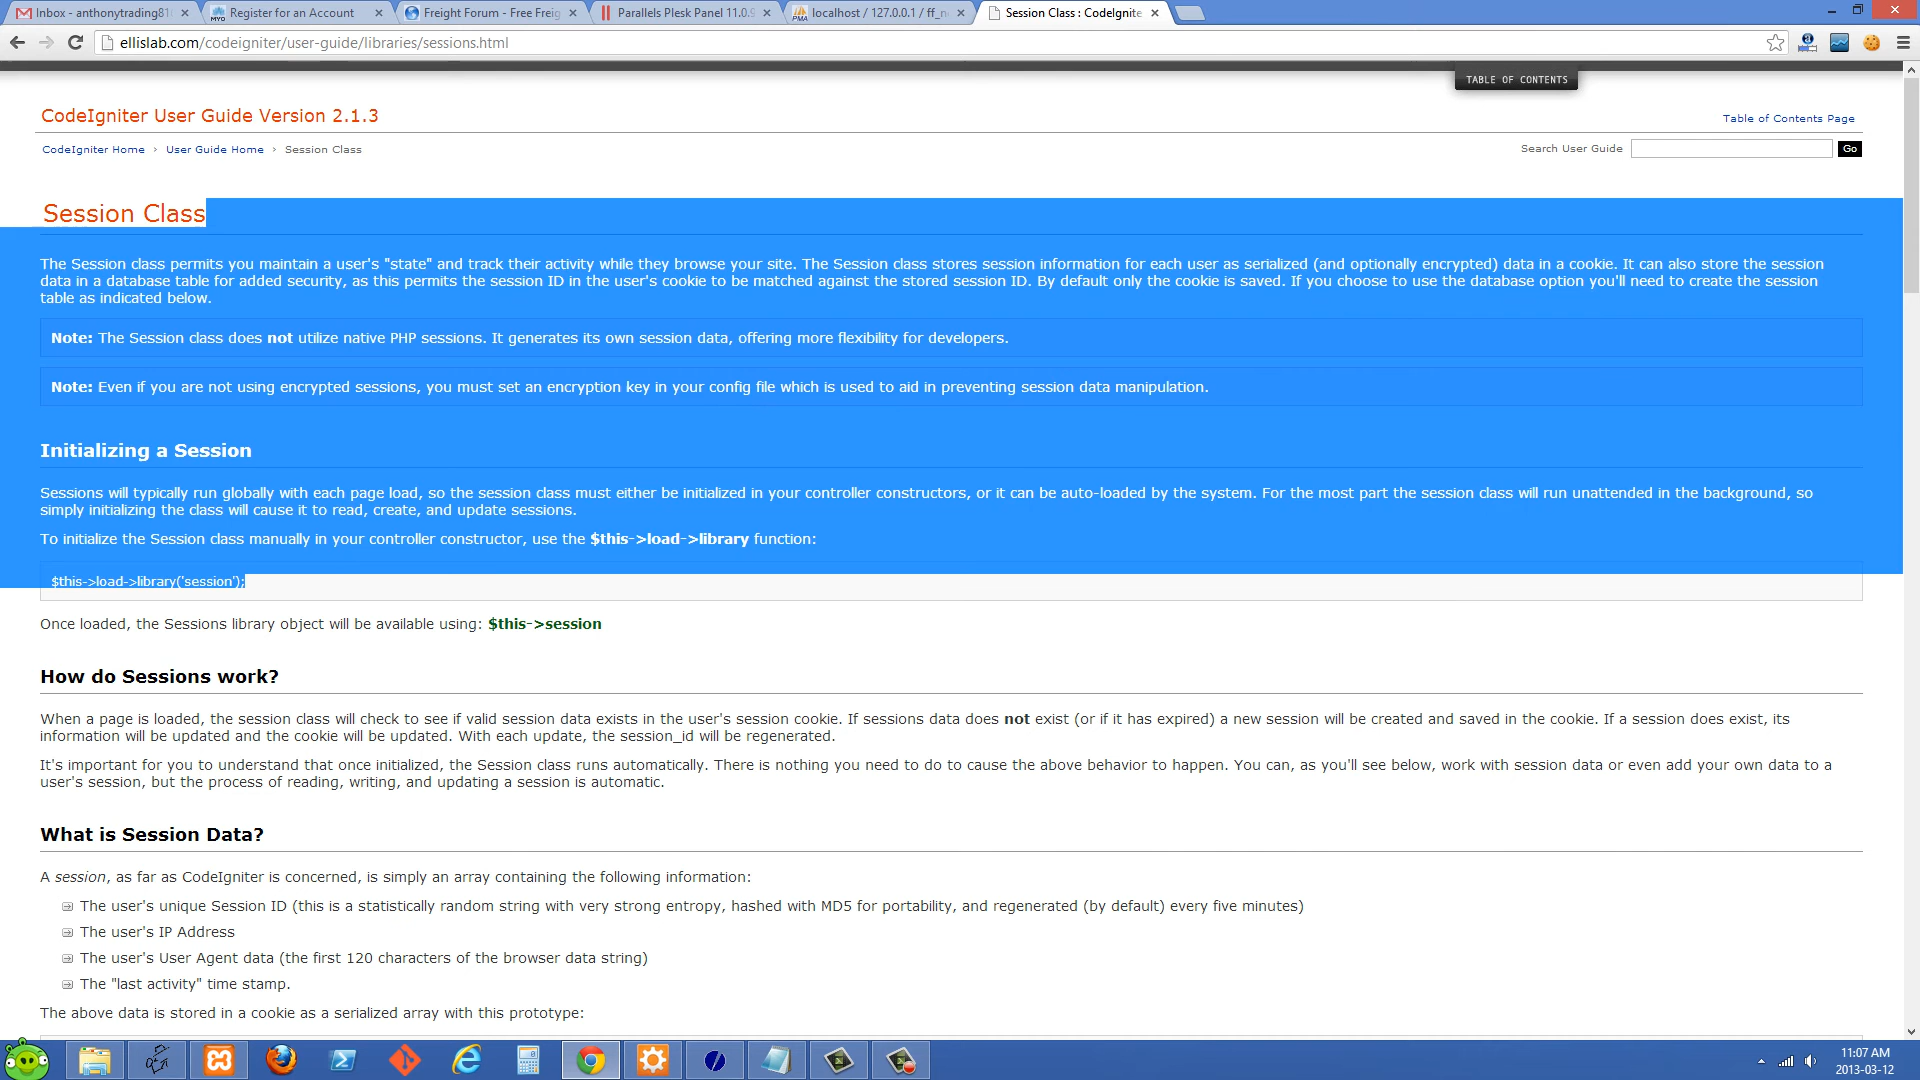 Inbox - anthonytrading81
Register for an Account
Freight Forum - Free Freig
Parallels Plesk Panel 11.0.9
localhost / 127.0.0.1 / ff_n
Session Class : CodeIgnite
ellislab.com/codeigniter/user-guide/libraries/sessions.html
TABLE OF CONTENTS
CodeIgniter User Guide Version 2.1.3
Table of Contents Page
CodeIgniter Home › User Guide Home › Session Class
Search User Guide
Go
Session Class
The Session class permits you maintain a user's "state" and track their activity while they browse your site. The Session class stores session information for each user as serialized (and optionally encrypted) data in a cookie. It can also store the session
data in a database table for added security, as this permits the session ID in the user's cookie to be matched against the stored session ID. By default only the cookie is saved. If you choose to use the database option you'll need to create the session
table as indicated below.
Note: The Session class does not utilize native PHP sessions. It generates its own session data, offering more flexibility for developers.
Note: Even if you are not using encrypted sessions, you must set an encryption key in your config file which is used to aid in preventing session data manipulation.
Initializing a Session
Sessions will typically run globally with each page load, so the session class must either be initialized in your controller constructors, or it can be auto-loaded by the system. For the most part the session class will run unattended in the background, so
simply initializing the class will cause it to read, create, and update sessions.
To initialize the Session class manually in your controller constructor, use the $this->load->library function:
$this->load->library('session');
Once loaded, the Sessions library object will be available using: $this->session
How do Sessions work?
When a page is loaded, the session class will check to see if valid session data exists in the user's session cookie. If sessions data does not exist (or if it has expired) a new session will be created and saved in the cookie. If a session does exist, its
information will be updated and the cookie will be updated. With each update, the session_id will be regenerated.
It's important for you to understand that once initialized, the Session class runs automatically. There is nothing you need to do to cause the above behavior to happen. You can, as you'll see below, work with session data or even add your own data to a
user's session, but the process of reading, writing, and updating a session is automatic.
What is Session Data?
A session, as far as CodeIgniter is concerned, is simply an array containing the following information:
The user's unique Session ID (this is a statistically random string with very strong entropy, hashed with MD5 for portability, and regenerated (by default) every five minutes)
The user's IP Address
The user's User Agent data (the first 120 characters of the browser data string)
The "last activity" time stamp.
The above data is stored in a cookie as a serialized array with this prototype:
11:07 AM
2013-03-12